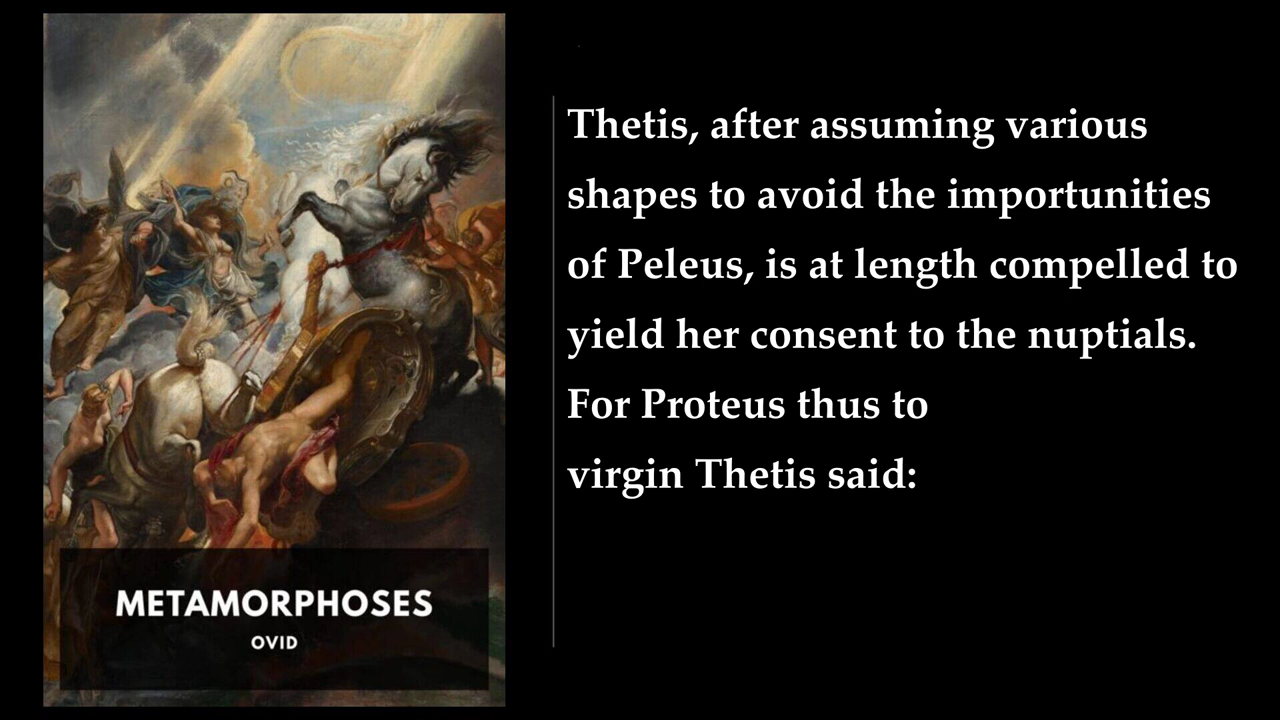 METAMORPHOSES
OVID
Thetis, after assuming various
shapes to avoid the importunities
of Peleus, is at length compelled to
yield her consent to the nuptials.
For Proteus thus to
virgin Thetis said: